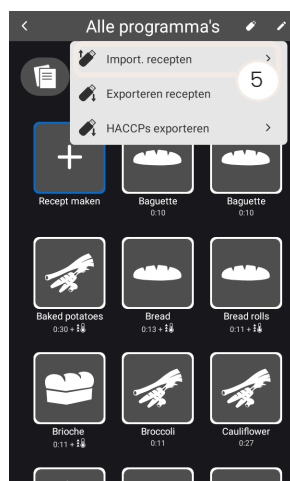 Alle programma's
Import. recepten
5
Exporteren recepten
HACCPs exporteren
Recept maken
Baguette
0:10
Baguette
0:10
Baked potatoes
0:30 +
Bread
0:13 +
Bread rolls
0:11 +
Brioche
0:11 +
Broccoli
0:11
Cauliflower
0:27